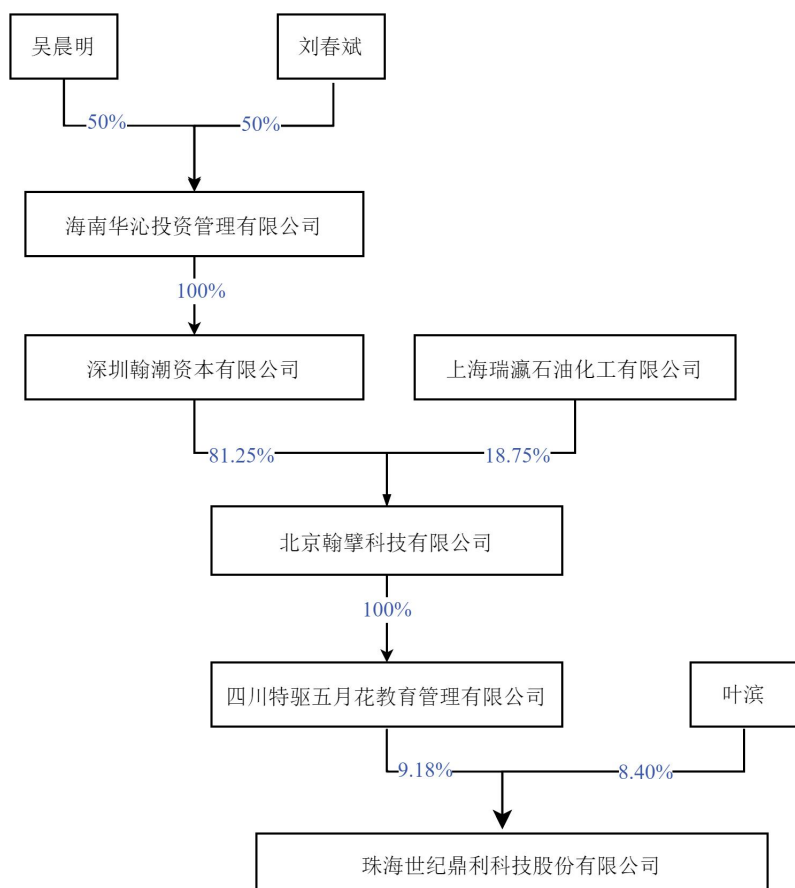 吴晨明
刘春斌
50%
50%
海南华沁投资管理有限公司
100%
深圳翰潮资本有限公司
上海瑞瀛石油化工有限公司
81.25%
18.75%
北京翰擘科技有限公司
100%
四川特驱五月花教育管理有限公司
叶滨
9.18%
8.40%
珠海世纪鼎利科技股份有限公司